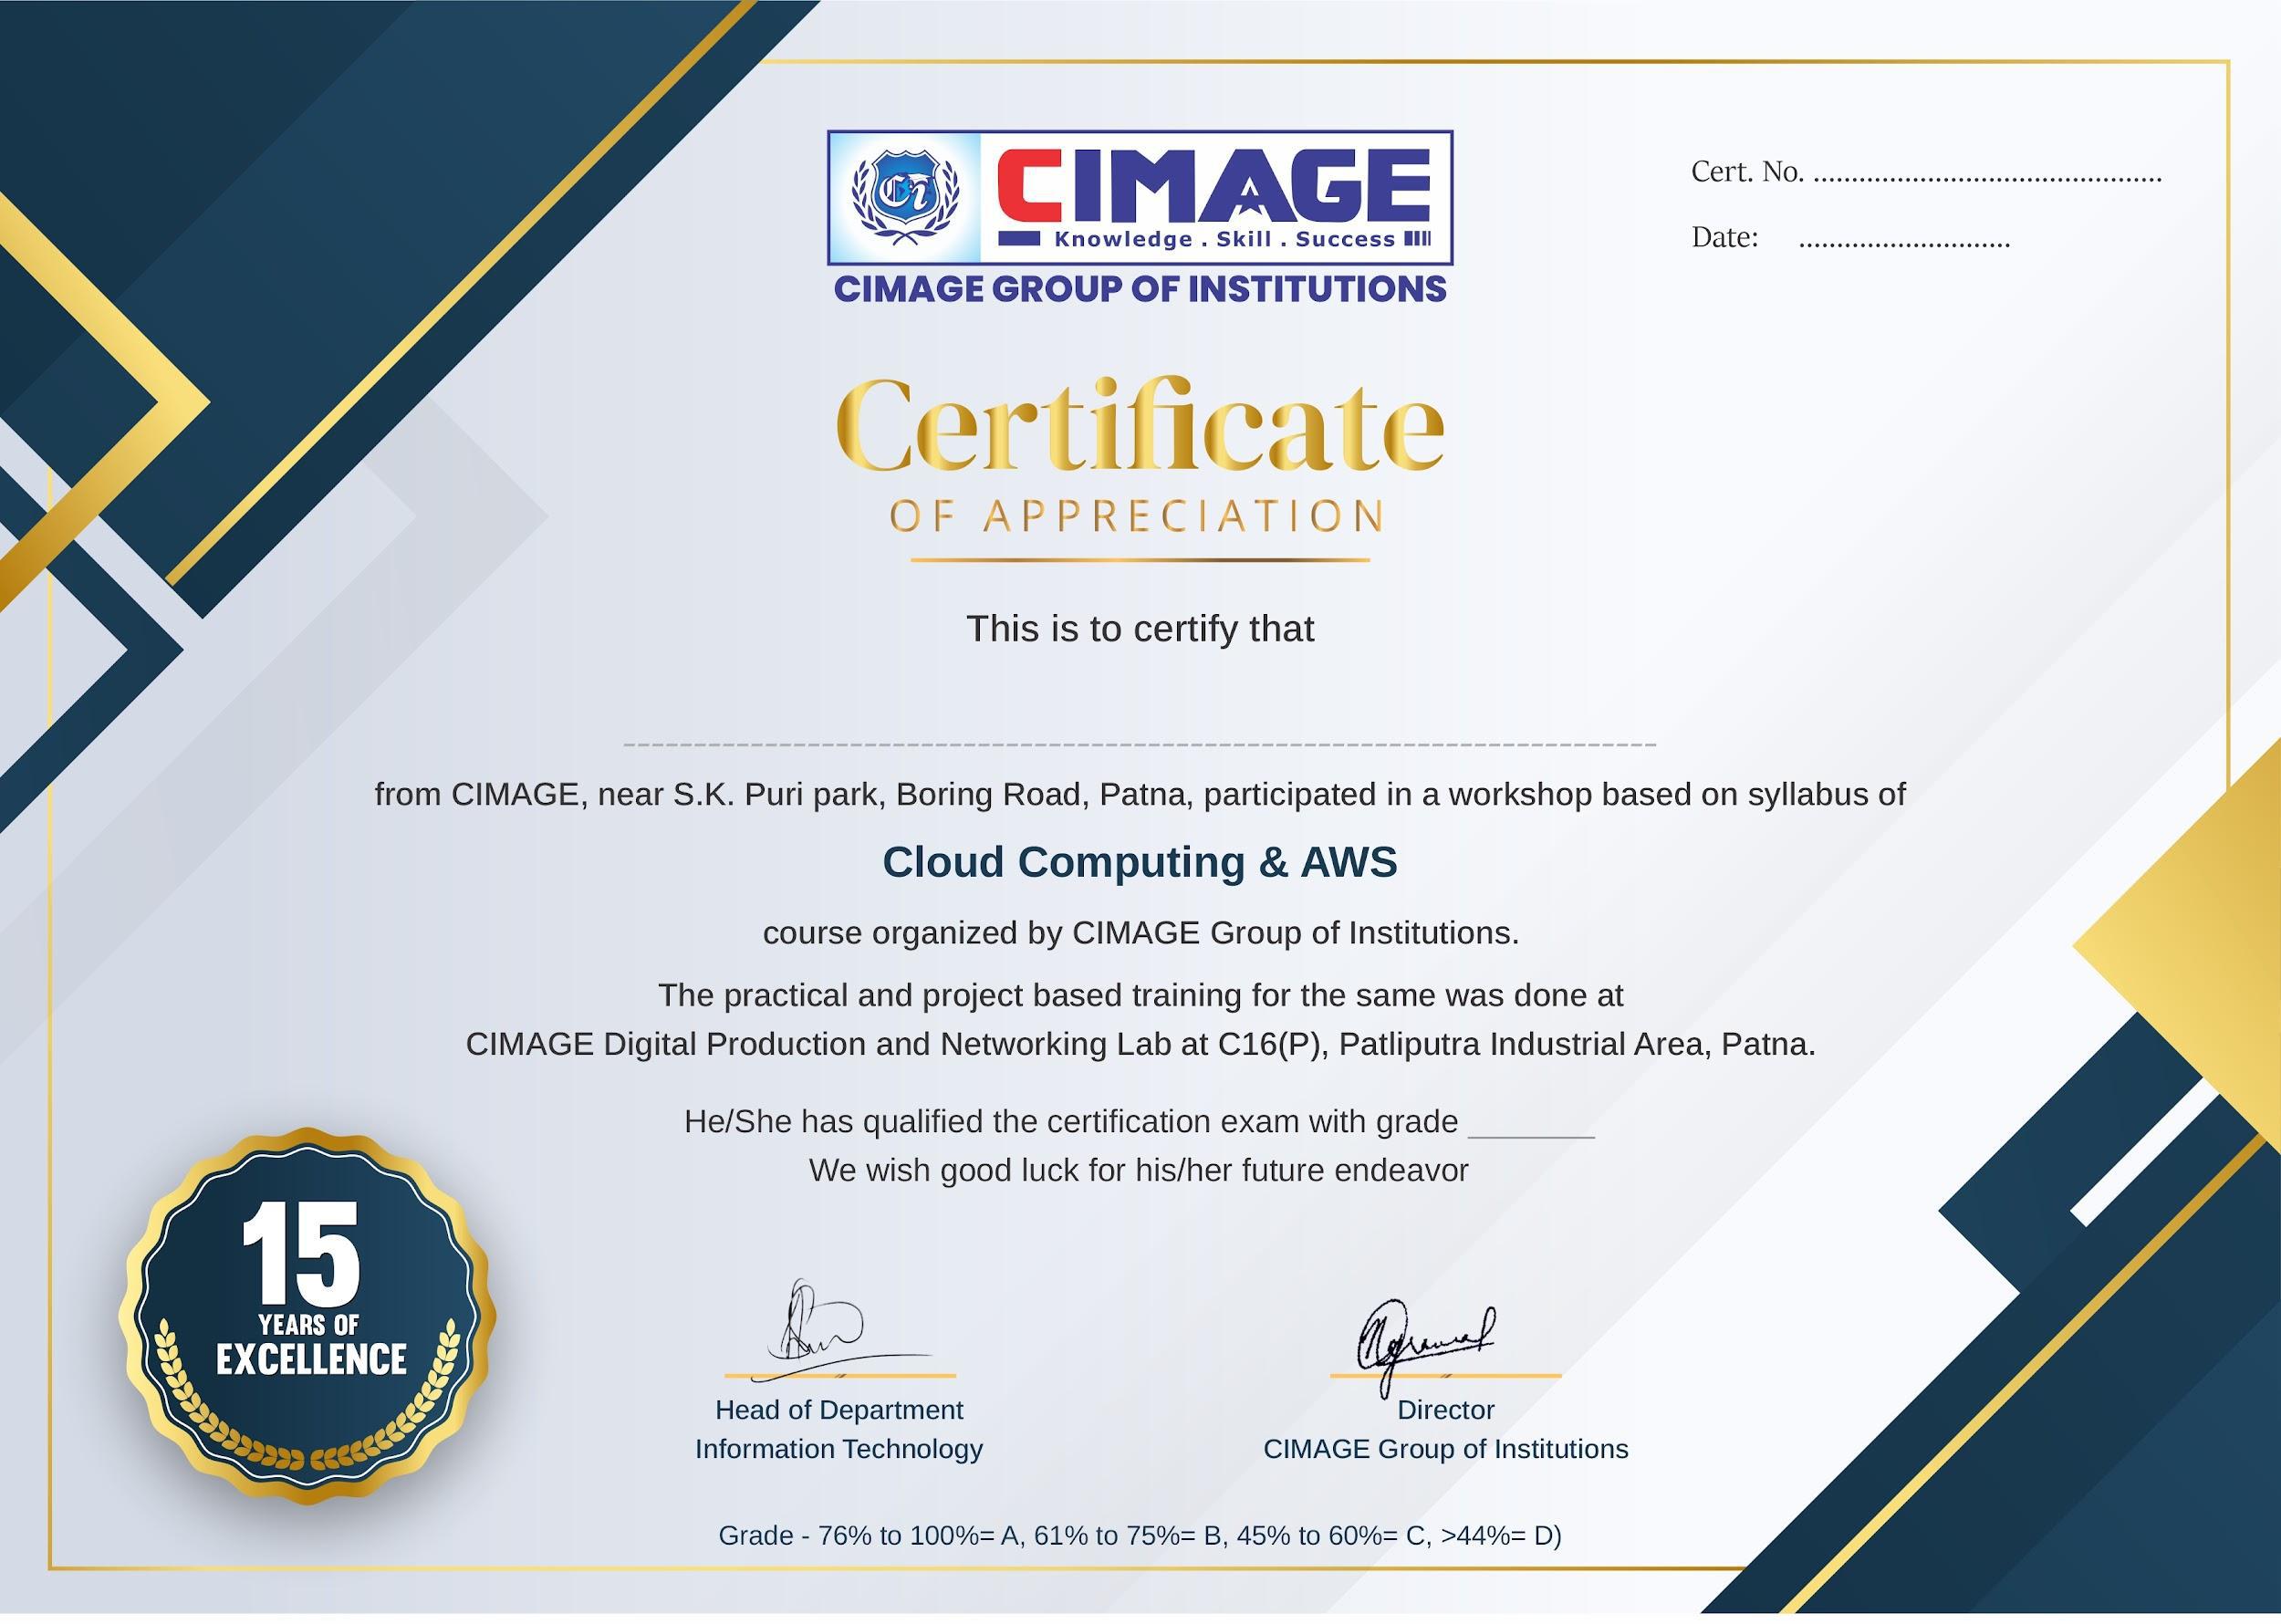 CIMAGE
Knowledge . Skill . Success
CIMAGE GROUP OF INSTITUTIONS
Cert. No. ..............................................
Date: ............................
Certificate
OF APPRECIATION
This is to certify that
from CIMAGE, near S.K. Puri park, Boring Road, Patna, participated in a workshop based on syllabus of
Cloud Computing & AWS
course organized by CIMAGE Group of Institutions.
The practical and project based training for the same was done at
CIMAGE Digital Production and Networking Lab at C16(P), Patliputra Industrial Area, Patna.
He/She has qualified the certification exam with grade _______
We wish good luck for his/her future endeavor
15
YEARS OF
EXCELLENCE
Head of Department
Information Technology
Director
CIMAGE Group of Institutions
Grade - 76% to 100%= A, 61% to 75%= B, 45% to 60%= C, >44%= D)